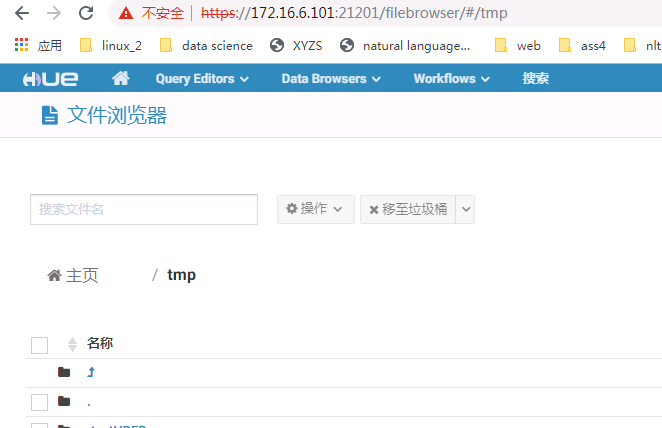 不安全 | https://172.16.6.101:21201/filebrowser/#/tmp
应用 linux_2 data science XYZS natural language... web ass4 nlt
HUE Query Editors Data Browsers Workflows 搜索
文件浏览器
搜索文件名 操作 移至垃圾桶
主页 / tmp
名称
.